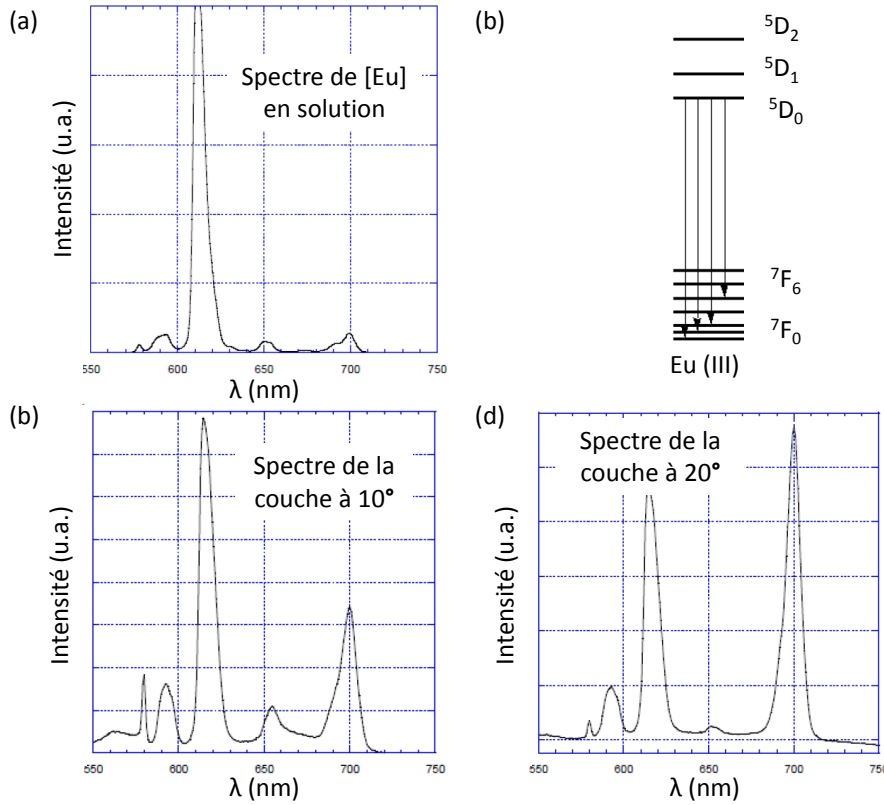 (a)
Spectre de [Eu]
en solution
Intensité (u.a.)
550 600 650 700 750
λ (nm)
(b)
⁵D₂
⁵D₁
⁵D₀
⁷F₆
⁷F₀
Eu (III)
(b)
Spectre de la
couche à 10°
Intensité (u.a.)
550 600 650 700 750
λ (nm)
(d)
Spectre de la
couche à 20°
Intensité (u.a.)
550 600 650 700 750
λ (nm)